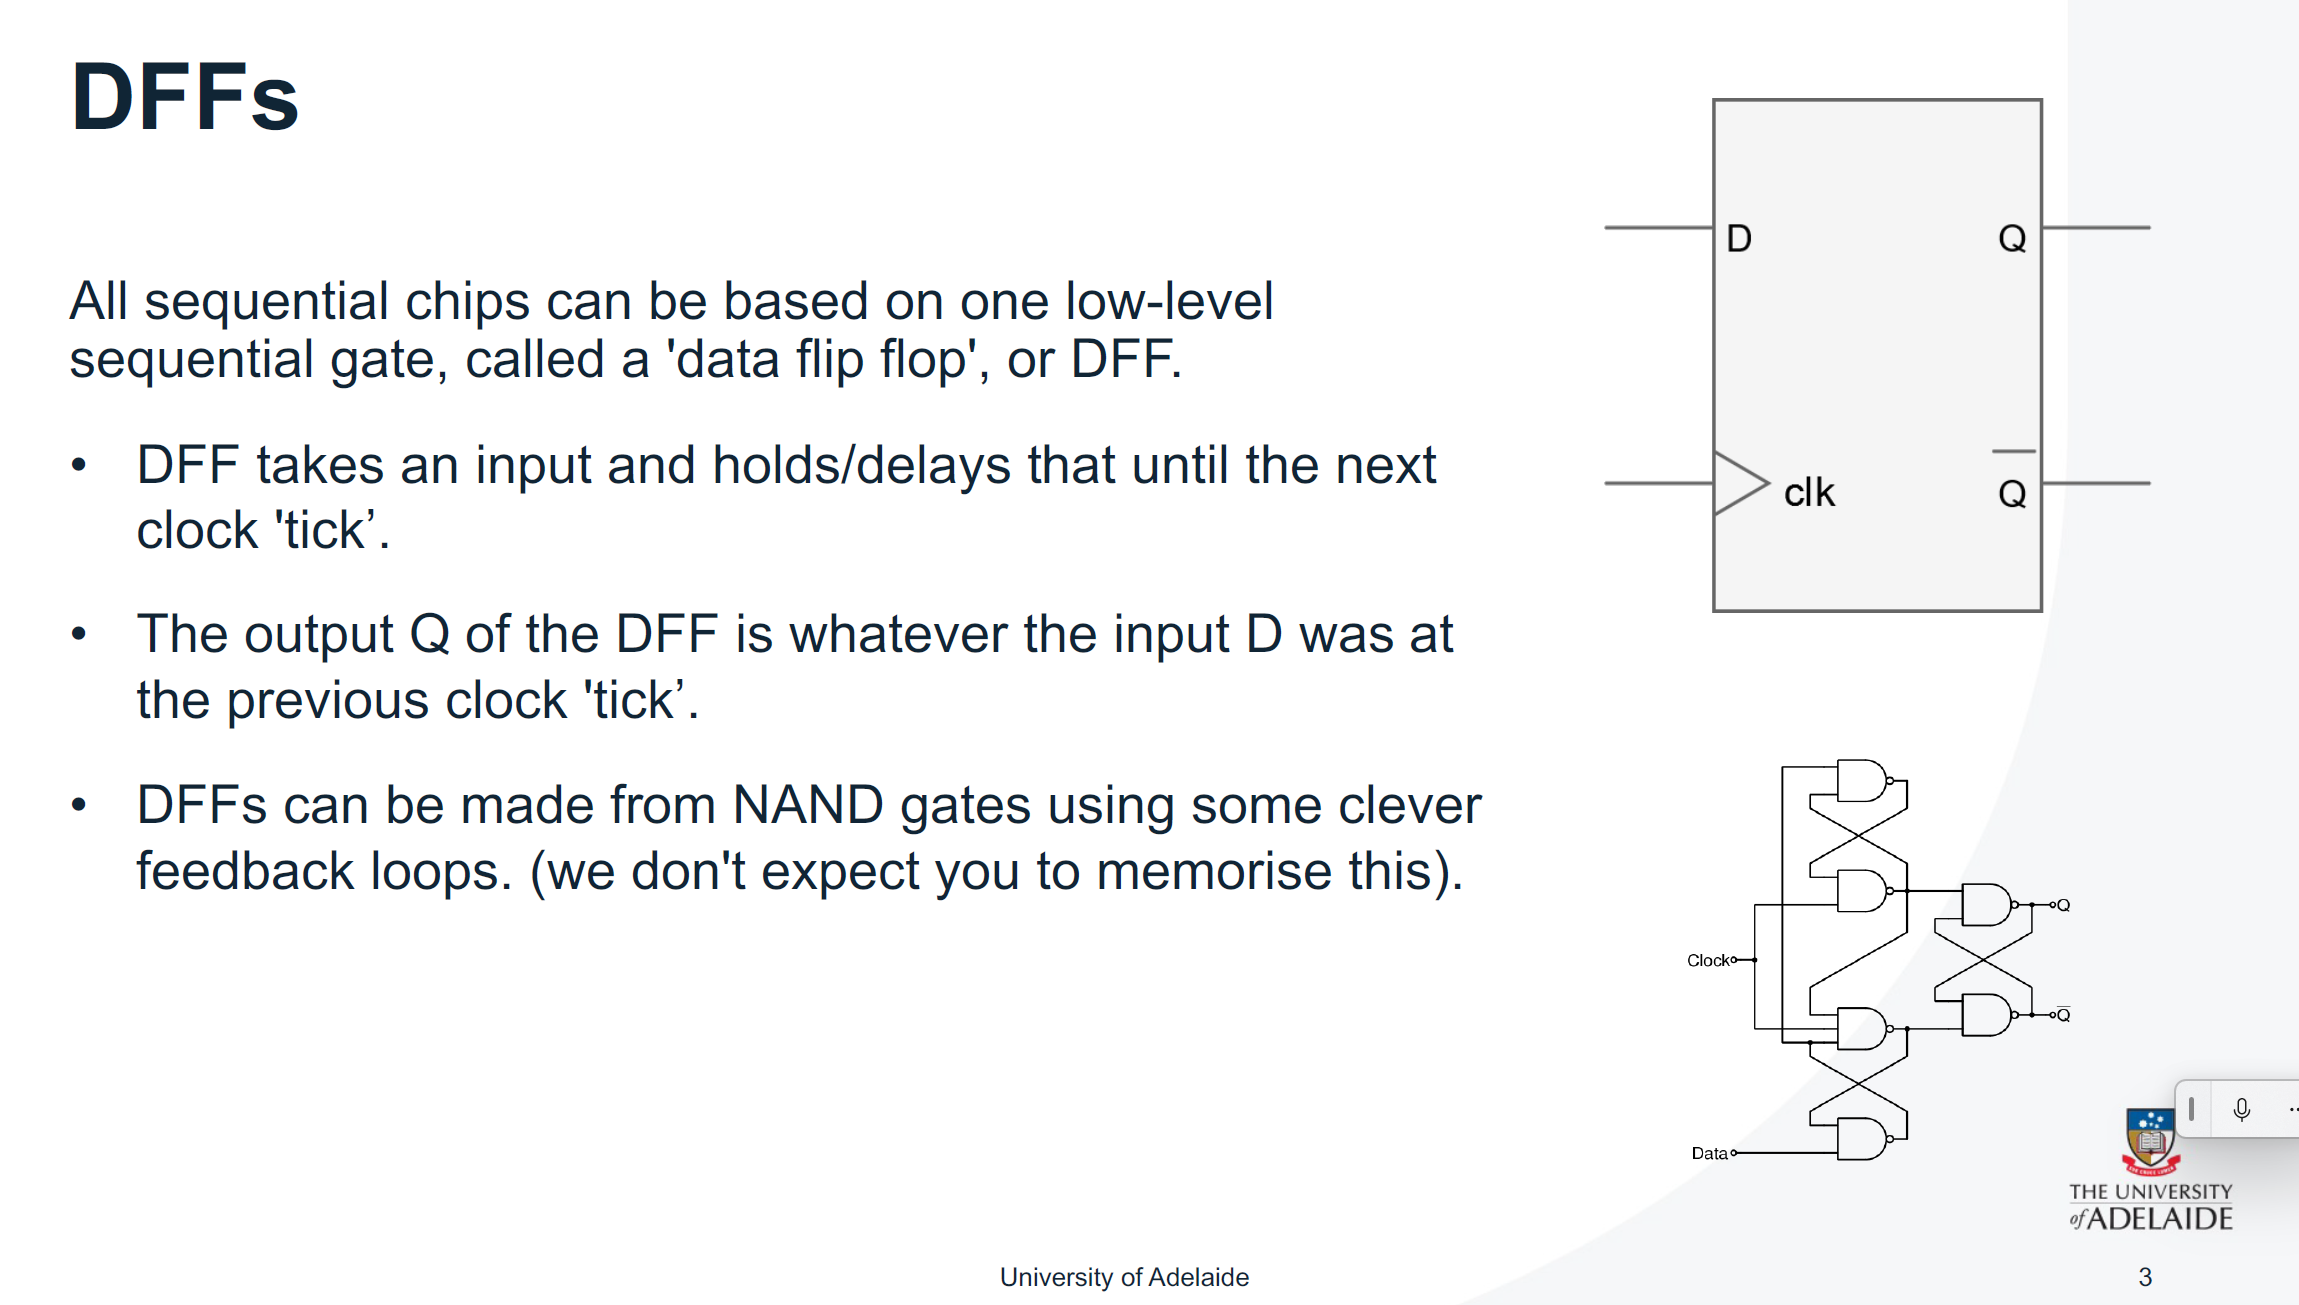 DFFs
All sequential chips can be based on one low-level
sequential gate, called a 'data flip flop', or DFF.
• DFF takes an input and holds/delays that until the next
clock 'tick’.
• The output Q of the DFF is whatever the input D was at
the previous clock 'tick’.
• DFFs can be made from NAND gates using some clever
feedback loops. (we don't expect you to memorise this).
D
Q
clk
Q
Q
Clock
Q
Data
THE UNIVERSITY
of ADELAIDE
University of Adelaide
3